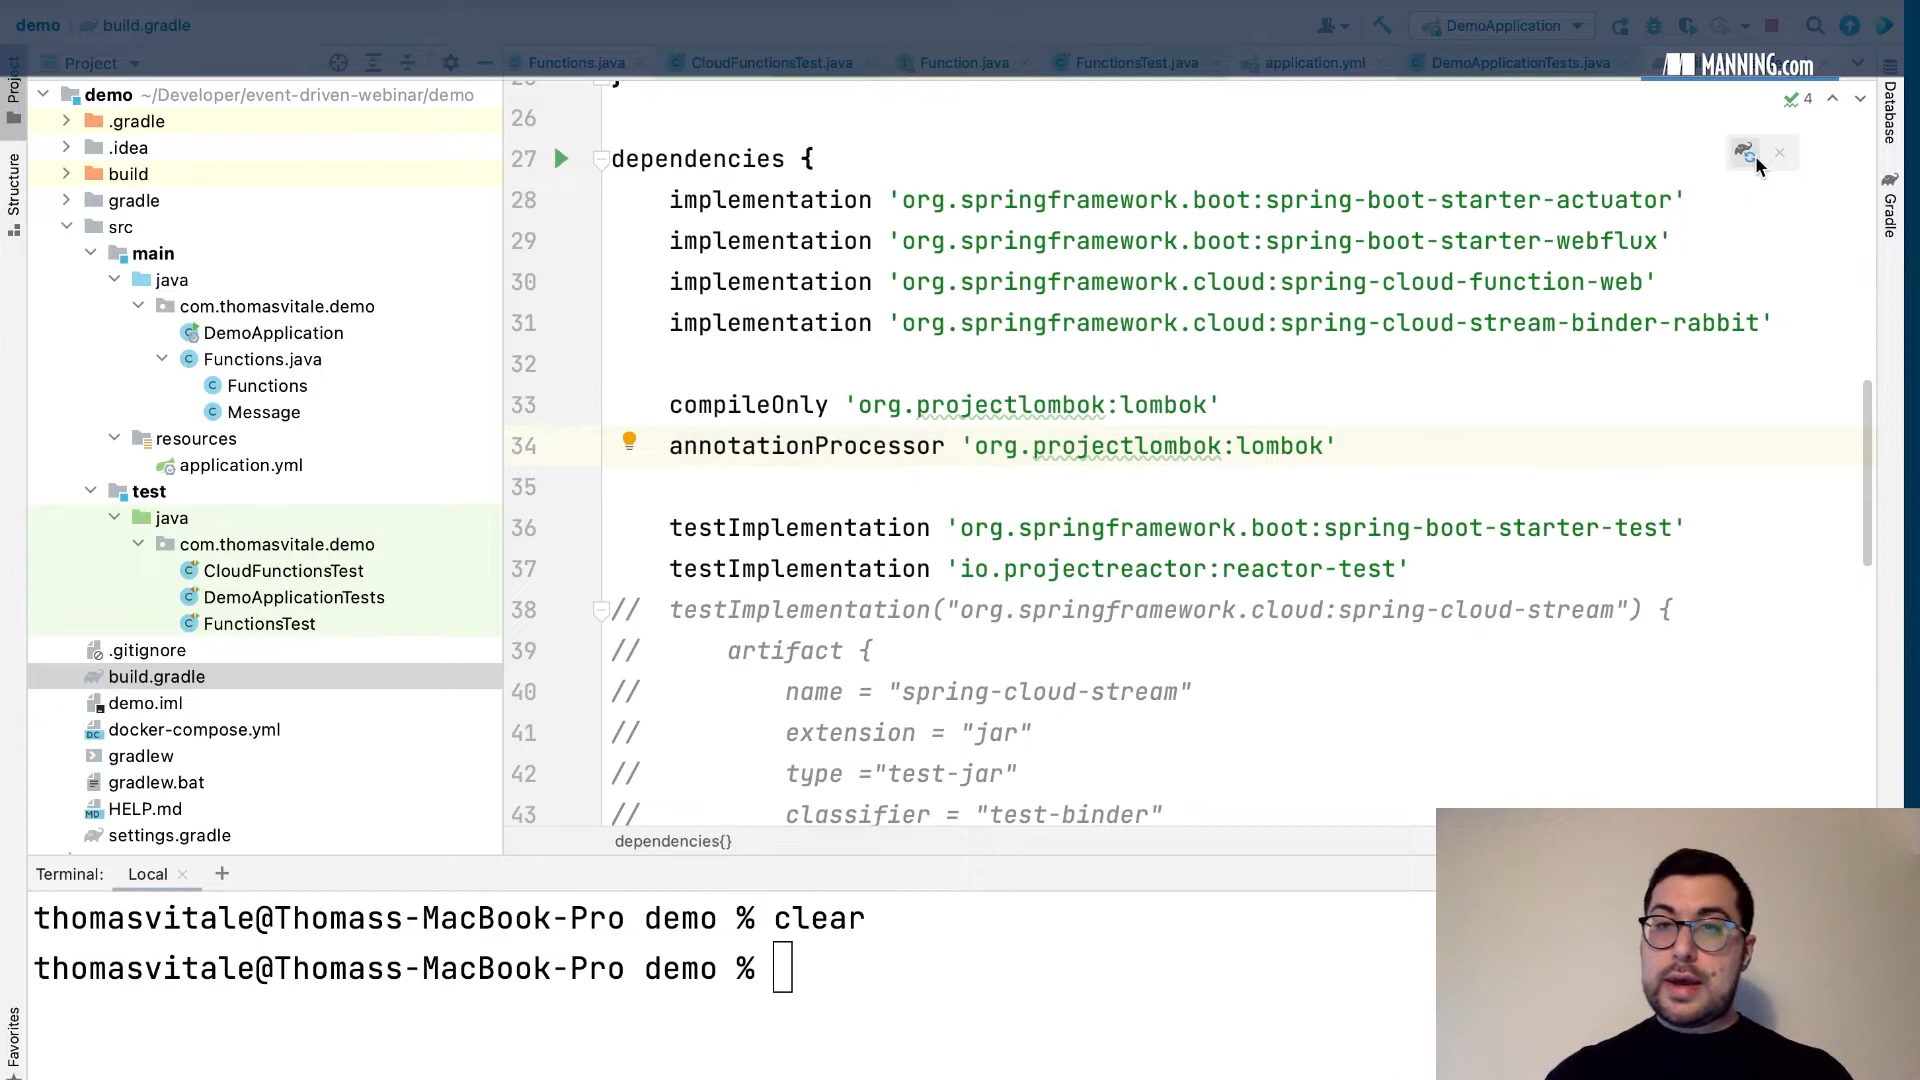 demo build.gradle
DemoApplication
Project
Functions.java
CloudFunctionsTest.java
Function.java
FunctionsTest.java
application.yml
DemoApplicationTests.java
MANNING.com
Project
Structure
Favorites
demo ~/Developer/event-driven-webinar/demo
.gradle
.idea
build
gradle
src
main
java
com.thomasvitale.demo
DemoApplication
Functions.java
Functions
Message
resources
application.yml
test
java
com.thomasvitale.demo
CloudFunctionsTest
DemoApplicationTests
FunctionsTest
.gitignore
build.gradle
demo.iml
docker-compose.yml
gradlew
gradlew.bat
HELP.md
settings.gradle
4
26
27 dependencies {
28 implementation 'org.springframework.boot:spring-boot-starter-actuator'
29 implementation 'org.springframework.boot:spring-boot-starter-webflux'
30 implementation 'org.springframework.cloud:spring-cloud-function-web'
31 implementation 'org.springframework.cloud:spring-cloud-stream-binder-rabbit'
32
33 compileOnly 'org.projectlombok:lombok'
34 annotationProcessor 'org.projectlombok:lombok'
35
36 testImplementation 'org.springframework.boot:spring-boot-starter-test'
37 testImplementation 'io.projectreactor:reactor-test'
38 // testImplementation("org.springframework.cloud:spring-cloud-stream") {
39 // artifact {
40 // name = "spring-cloud-stream"
41 // extension = "jar"
42 // type ="test-jar"
43 // classifier = "test-binder"
dependencies{}
Database
Gradle
Terminal: Local +
thomasvitale@Thomass-MacBook-Pro demo % clear
thomasvitale@Thomass-MacBook-Pro demo %